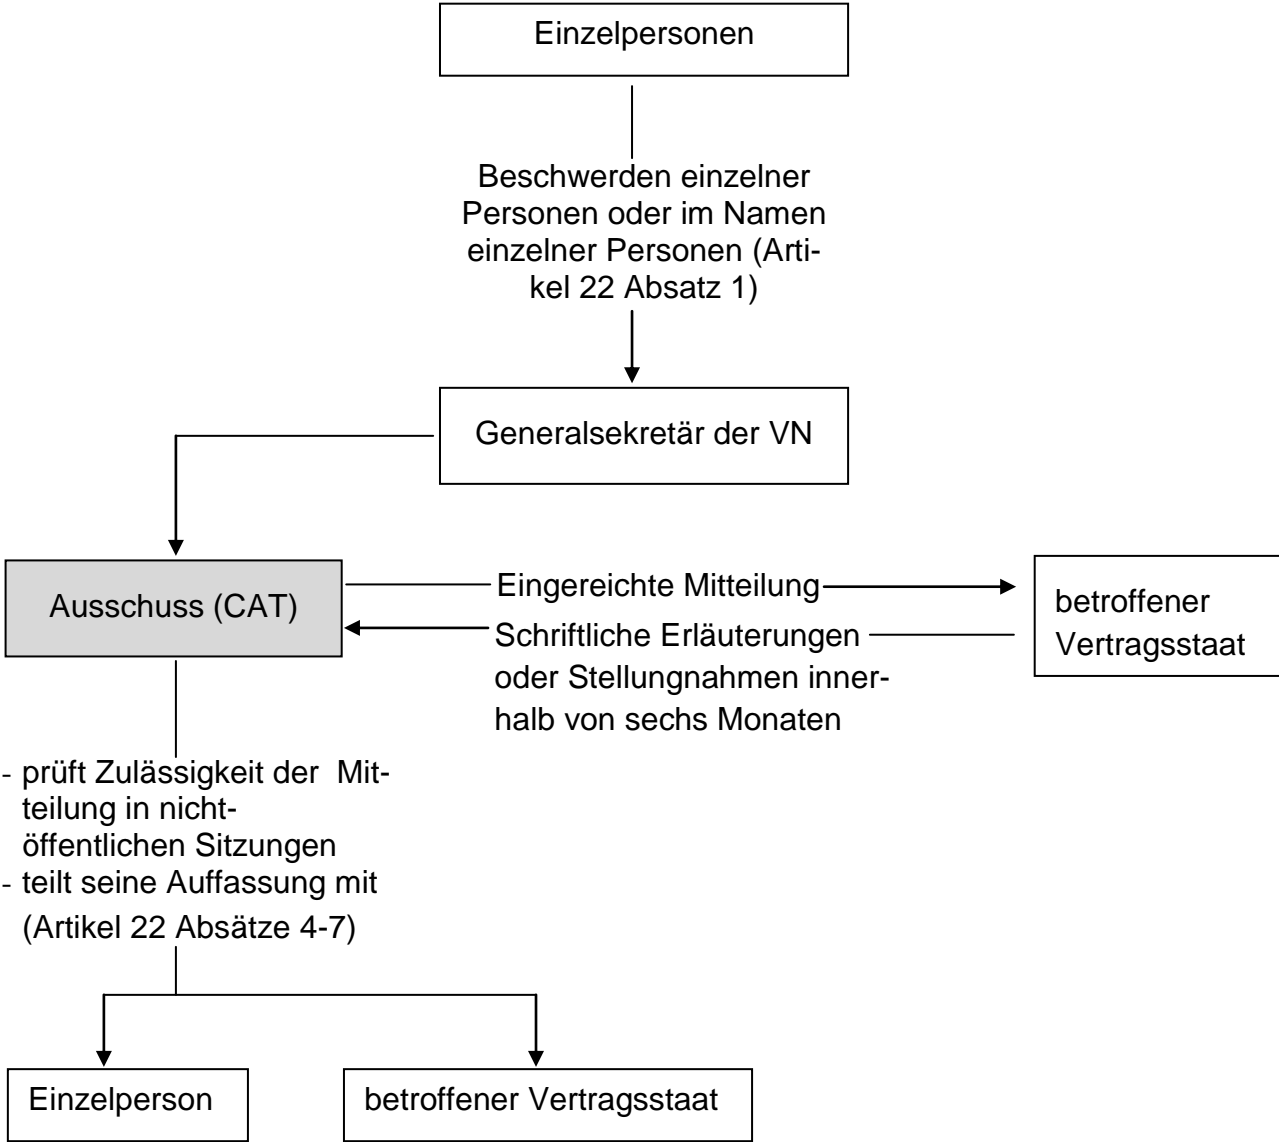 Einzelpersonen
Beschwerden einzelner
Personen oder im Namen
einzelner Personen (Arti-
kel 22 Absatz 1)
Generalsekretär der VN
Ausschuss (CAT)
Eingereichte Mitteilung
Schriftliche Erläuterungen
oder Stellungnahmen inner-
halb von sechs Monaten
betroffener
Vertragsstaat
- prüft Zulässigkeit der Mit-
teilung in nicht-
öffentlichen Sitzungen
- teilt seine Auffassung mit
(Artikel 22 Absätze 4-7)
Einzelperson
betroffener Vertragsstaat